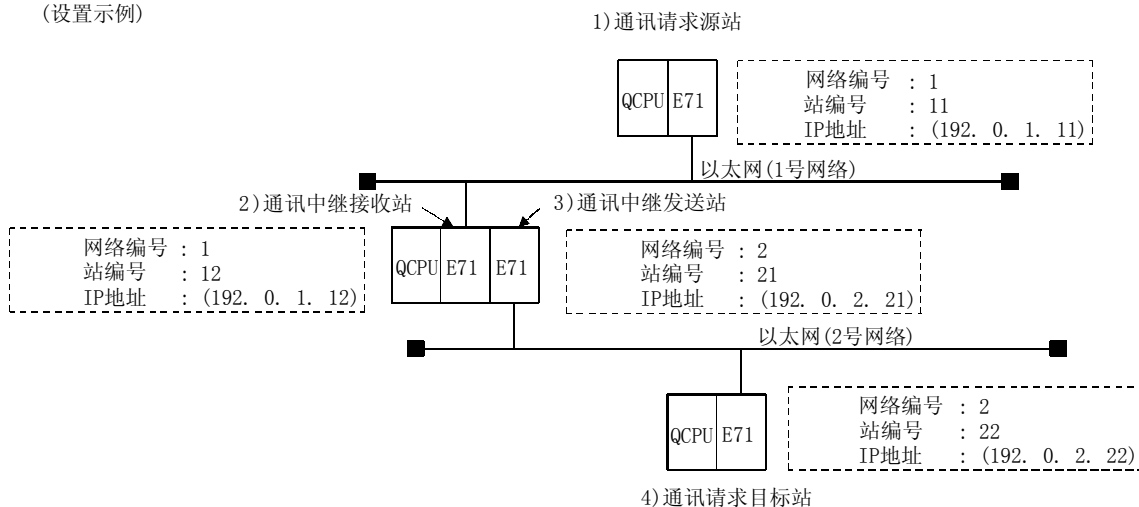 (设置示例)
1)通讯请求源站
QCPU E71
网络编号 : 1
站编号 : 11
IP地址 : (192. 0. 1. 11)
以太网(1号网络)
2)通讯中继接收站
3)通讯中继发送站
网络编号 : 1
站编号 : 12
IP地址 : (192. 0. 1. 12)
QCPU E71 E71
网络编号 : 2
站编号 : 21
IP地址 : (192. 0. 2. 21)
以太网(2号网络)
QCPU E71
网络编号 : 2
站编号 : 22
IP地址 : (192. 0. 2. 22)
4)通讯请求目标站